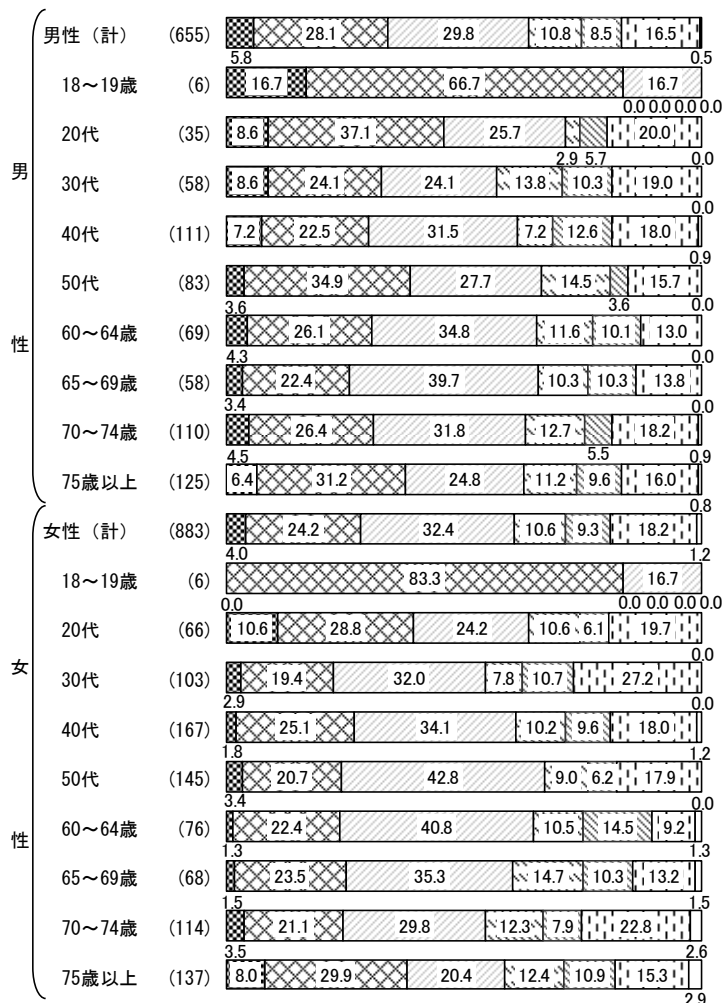 男性（計） (655) 28.1 29.8 10.8 8.5 16.5
5.8 0.5
18～19歳 (6) 16.7 66.7 16.7
0.0 0.0 0.0 0.0
20代 (35) 8.6 37.1 25.7 20.0
2.9 5.7 0.0
男
30代 (58) 8.6 24.1 24.1 13.8 10.3 19.0
0.0
40代 (111) 7.2 22.5 31.5 7.2 12.6 18.0
0.9
50代 (83) 34.9 27.7 14.5 15.7
3.6 3.6 0.0
性
60～64歳 (69) 26.1 34.8 11.6 10.1 13.0
4.3 0.0
65～69歳 (58) 22.4 39.7 10.3 10.3 13.8
3.4 0.0
70～74歳 (110) 26.4 31.8 12.7 18.2
4.5 5.5 0.9
75歳以上 (125) 6.4 31.2 24.8 11.2 9.6 16.0
0.8
女性（計） (883) 24.2 32.4 10.6 9.3 18.2
4.0 1.2
18～19歳 (6) 83.3 16.7
0.0 0.0 0.0 0.0 0.0
20代 (66) 10.6 28.8 24.2 10.6 6.1 19.7
0.0
女
30代 (103) 19.4 32.0 7.8 10.7 27.2
2.9 0.0
40代 (167) 25.1 34.1 10.2 9.6 18.0
1.8 1.2
50代 (145) 20.7 42.8 9.0 6.2 17.9
3.4 0.0
性
60～64歳 (76) 22.4 40.8 10.5 14.5 9.2
1.3 1.3
65～69歳 (68) 23.5 35.3 14.7 10.3 13.2
1.5 1.5
70～74歳 (114) 21.1 29.8 12.3 7.9 22.8
3.5 2.6
75歳以上 (137) 8.0 29.9 20.4 12.4 10.9 15.3
2.9